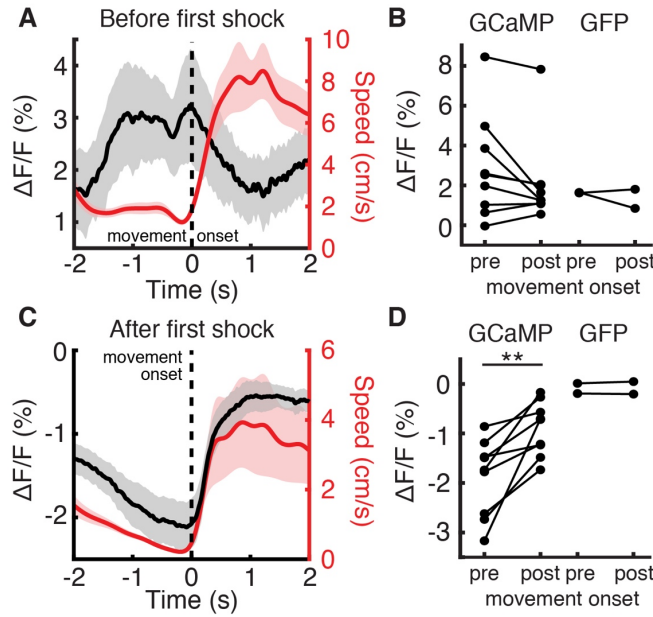 A
Before first shock
ΔF/F (%)
4
3
2
1
Speed (cm/s)
10
8
6
4
2
0
movement onset
-2 -1 0 1 2
Time (s)
B
GCaMP GFP
ΔF/F (%)
8
6
4
2
0
pre post pre post
movement onset
C
After first shock
movement
onset
ΔF/F (%)
0
-1
-2
Speed (cm/s)
6
4
2
0
-2 -1 0 1 2
Time (s)
D
GCaMP GFP
**
ΔF/F (%)
0
-1
-2
-3
pre post pre post
movement onset